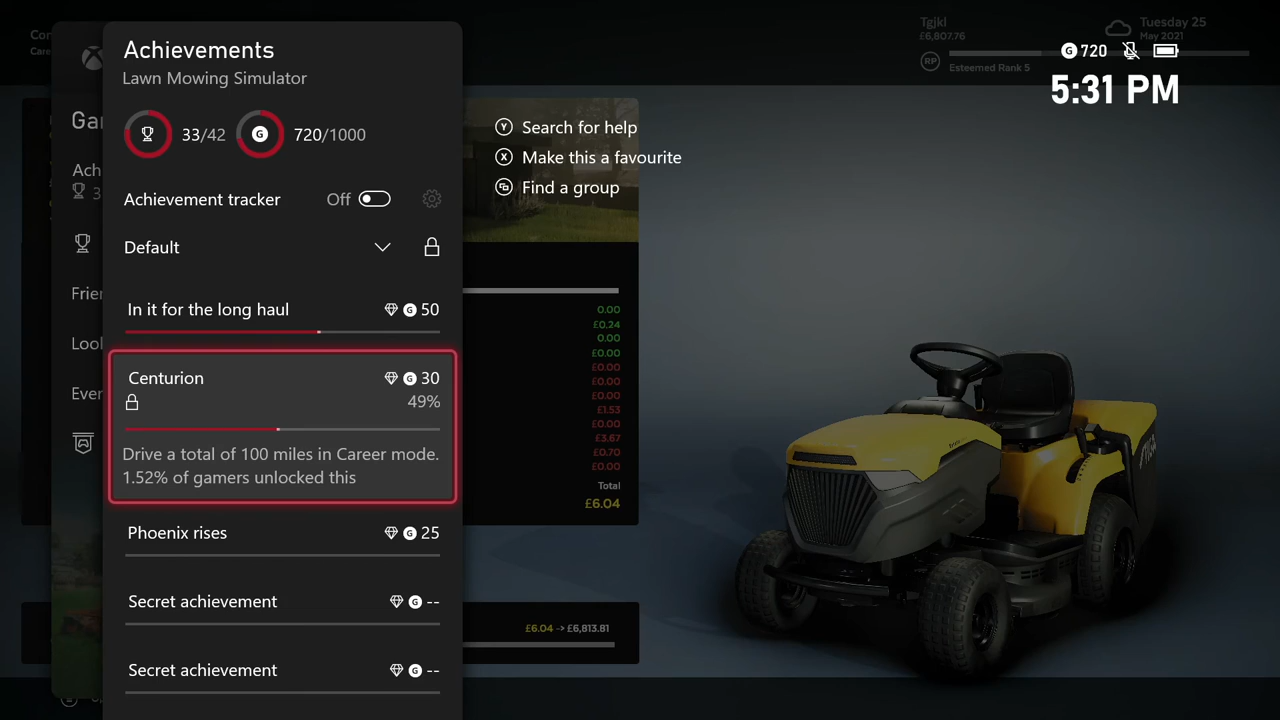 Achievements
Lawn Mowing Simulator
33/42
720/1000
Achievement tracker
Off
Default
In it for the long haul
G 50
Centurion
G 30
49%
Drive a total of 100 miles in Career mode.
1.52% of gamers unlocked this
Phoenix rises
G 25
Secret achievement
G --
Secret achievement
G --
Y Search for help
X Make this a favourite
Find a group
Tgjkl
£6,807.76
RP
Esteemed Rank 5
Tuesday 25
May 2021
G 720
5:31 PM
0.00
£0.24
0.00
£0.00
£0.00
£0.00
£0.00
£1.53
£0.00
£3.67
£0.70
£0.00
Total
£6.04
£6.04 -> £6,813.81
STIGA